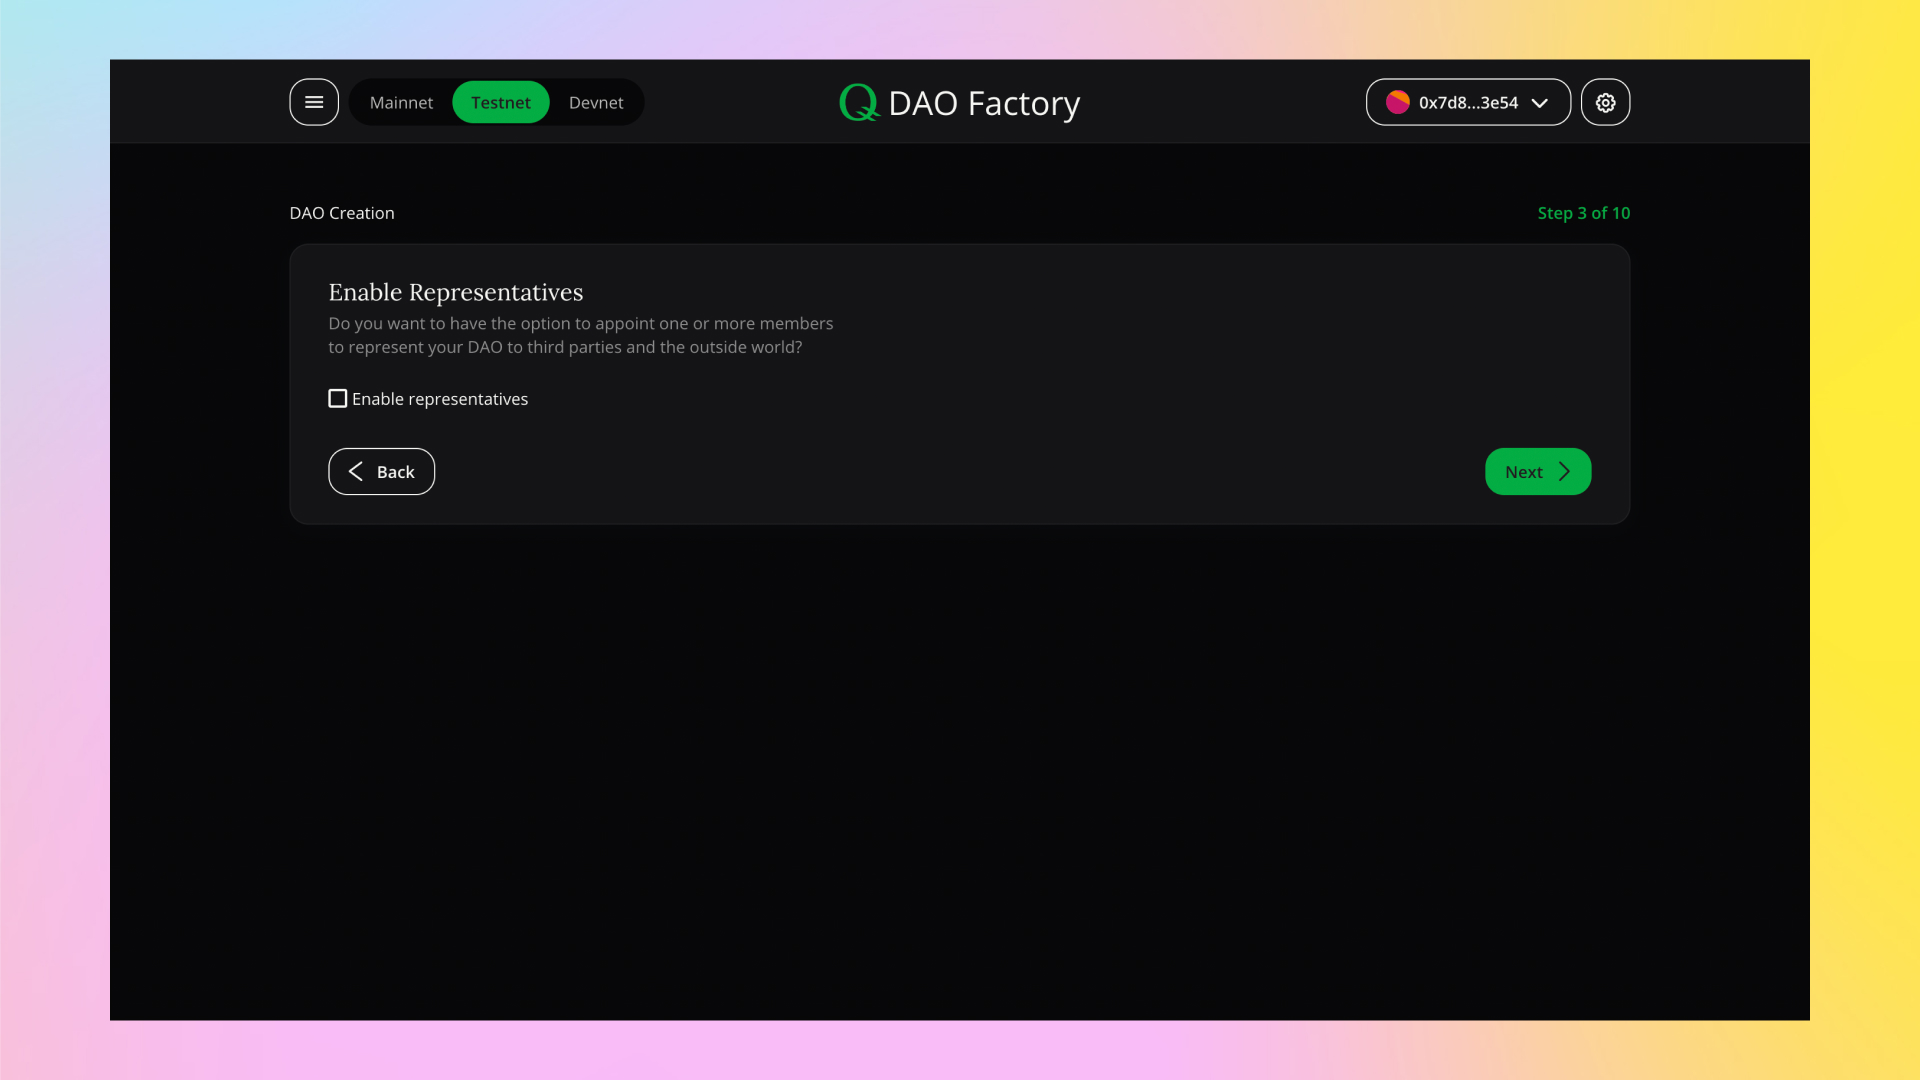 Mainnet
Testnet
Devnet
Q DAO Factory
0x7d8...3e54
DAO Creation
Step 3 of 10
Enable Representatives
Do you want to have the option to appoint one or more members
to represent your DAO to third parties and the outside world?
Enable representatives
Back
Next